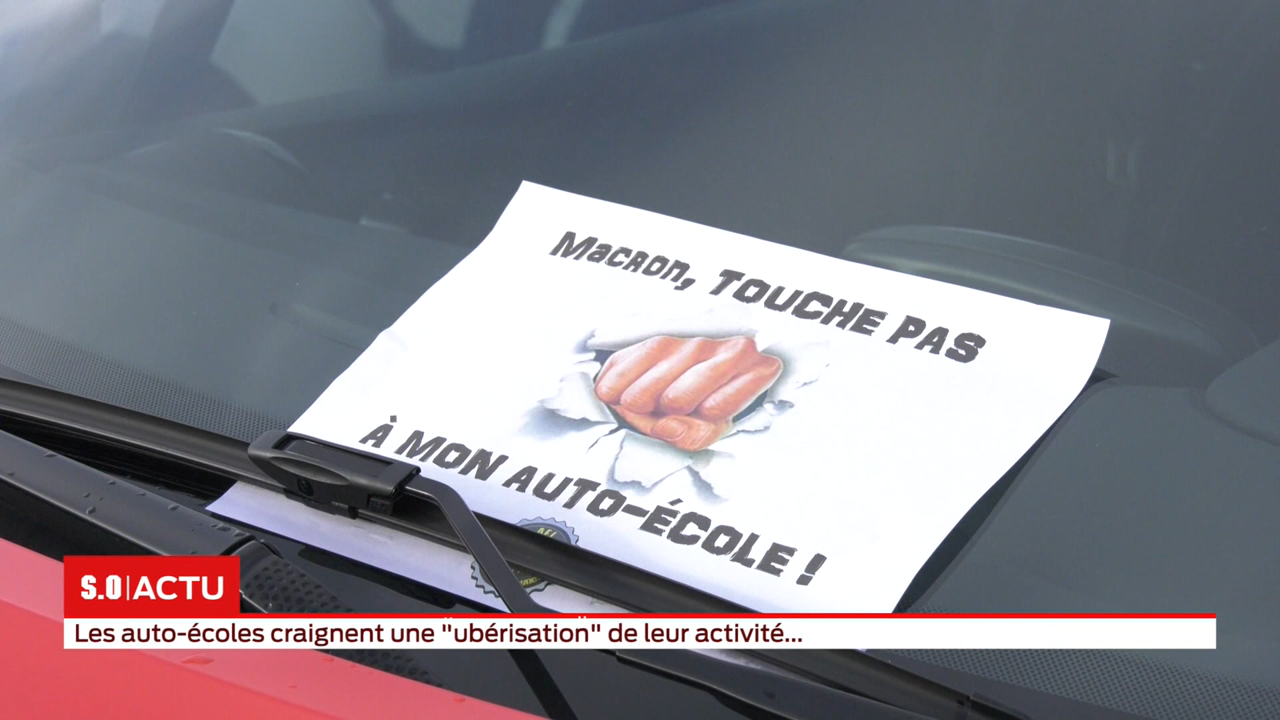 Macron, TOUCHE PAS
À MON AUTO-ÉCOLE !
S.O|ACTU
Les auto-écoles craignent une "ubérisation" de leur activité...